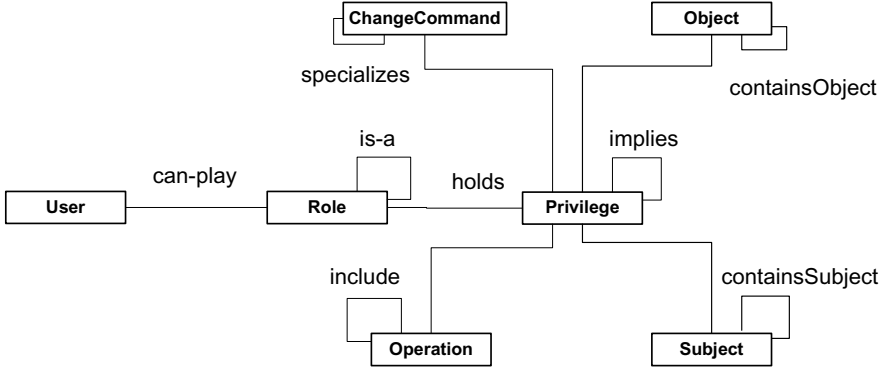 ChangeCommand
Object
specializes
containsObject
is-a
implies
can-play
holds
User
Role
Privilege
include
containsSubject
Operation
Subject